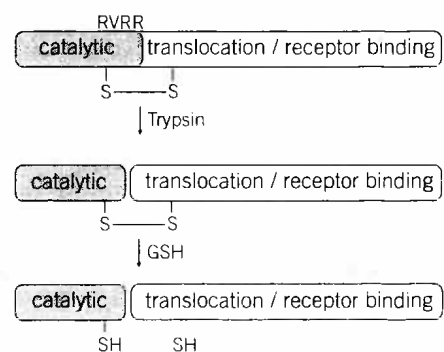 RVRR
catalytic translocation / receptor binding
S S
Trypsin
catalytic translocation / receptor binding
S S
GSH
catalytic translocation / receptor binding
SH SH